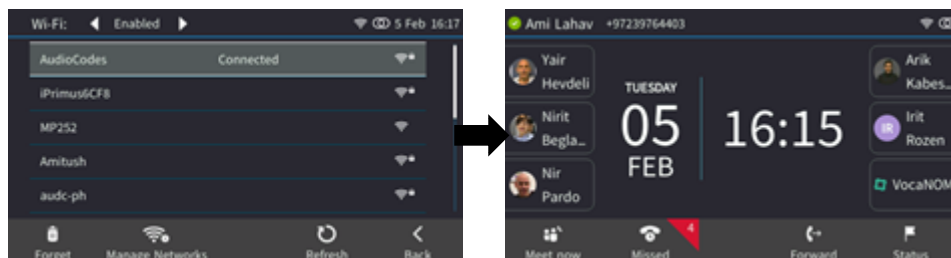 Wi-Fi: Enabled 5 Feb 16:17
AudioCodes Connected
iPrimus6CF8
MP252
Amitush
audc-ph
Forget Manage Networks Refresh Back
Ami Lahav +97239764403
Yair
Hevdeli
Nirit
Begla...
Nir
Pardo
TUESDAY
05
FEB
16:15
Arik
Kabes...
IR
Irit
Rozen
VocaNOM
4
Meet now Missed Forward Status